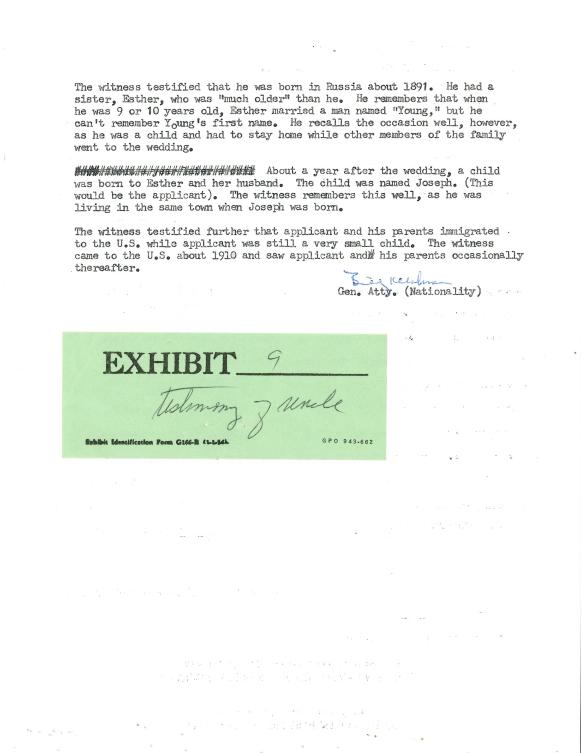 The witness testified that he was born in Russia about 1891. He had a
sister, Esther, who was "much older" than he. He remembers that when
he was 9 or 10 years old, Esther married a man named "Young," but he
can't remember Young's first name. He recalls the occasion well, however,
as he was a child and had to stay home while other members of the family
went to the wedding.
About a year after the wedding, a child
was born to Esther and her husband. The child was named Joseph. (This
would be the applicant). The witness remembers this well, as he was
living in the same town when Joseph was born.
The witness testified further that applicant and his parents immigrated
to the U.S. while applicant was still a very small child. The witness
came to the U.S. about 1910 and saw applicant and his parents occasionally
thereafter.
Gen. Atty. (Nationality)
EXHIBIT 9
testimony of uncle
Exhibit Identification Form G166-B
GPO 943-662